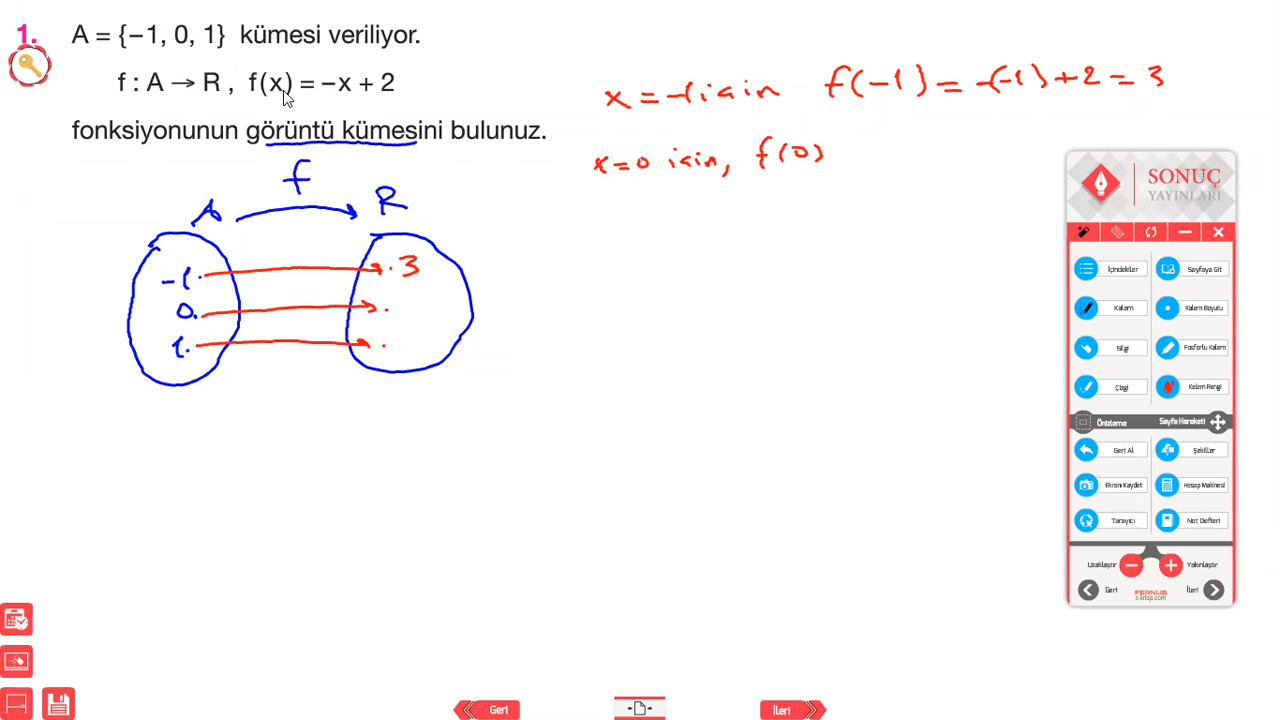 1. A = {−1, 0, 1} kümesi veriliyor.
f : A → R , f(x) = −x + 2
fonksiyonunun görüntü kümesini bulunuz.
x = -1 için f(-1) = -(-1) + 2 = 3
x=0 için, f(0)
f
A R
-1. . 3
0. .
1. .
SONUÇ
YAYINLARI
İçindekiler
Sayfaya Git
Kalem
Kalem Boyutu
Silgi
Fosforlu Kalem
Çizgi
Kalem Rengi
Önizleme
Sayfa Hareketi
Geri Al
Şekiller
Ekranı Kaydet
Hesap Makinesi
Tarayıcı
Not Defteri
Uzaklaştır
Yakınlaştır
Geri
FERNUS
z-kitap.com
İleri
Geri
İleri